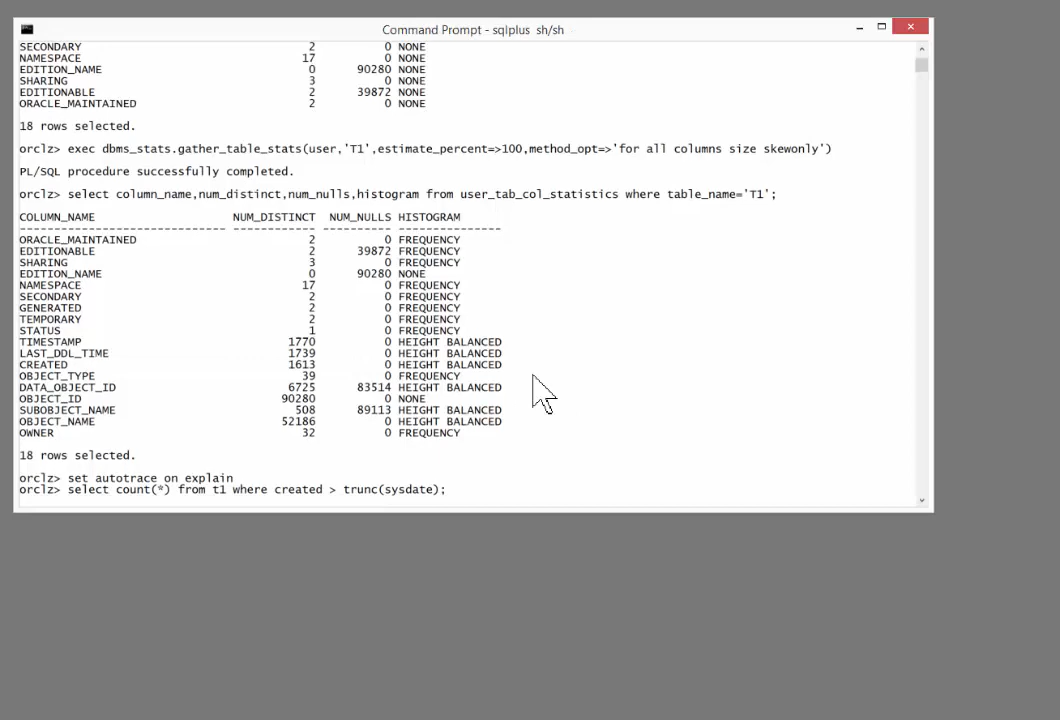 Command Prompt - sqlplus sh/sh
SECONDARY 2 0 NONE
NAMESPACE 17 0 NONE
EDITION_NAME 0 90280 NONE
SHARING 3 0 NONE
EDITIONABLE 2 39872 NONE
ORACLE_MAINTAINED 2 0 NONE
18 rows selected.
orclz> exec dbms_stats.gather_table_stats(user,'T1',estimate_percent=>100,method_opt=>'for all columns size skewonly')
PL/SQL procedure successfully completed.
orclz> select column_name,num_distinct,num_nulls,histogram from user_tab_col_statistics where table_name='T1';
COLUMN_NAME NUM_DISTINCT NUM_NULLS HISTOGRAM
------------------------------ ------------ ---------- ---------------
ORACLE_MAINTAINED 2 0 FREQUENCY
EDITIONABLE 2 39872 FREQUENCY
SHARING 3 0 FREQUENCY
EDITION_NAME 0 90280 NONE
NAMESPACE 17 0 FREQUENCY
SECONDARY 2 0 FREQUENCY
GENERATED 2 0 FREQUENCY
TEMPORARY 2 0 FREQUENCY
STATUS 1 0 FREQUENCY
TIMESTAMP 1770 0 HEIGHT BALANCED
LAST_DDL_TIME 1739 0 HEIGHT BALANCED
CREATED 1613 0 HEIGHT BALANCED
OBJECT_TYPE 39 0 FREQUENCY
DATA_OBJECT_ID 6725 83514 HEIGHT BALANCED
OBJECT_ID 90280 0 NONE
SUBOBJECT_NAME 508 89113 HEIGHT BALANCED
OBJECT_NAME 52186 0 HEIGHT BALANCED
OWNER 32 0 FREQUENCY
18 rows selected.
orclz> set autotrace on explain
orclz> select count(*) from t1 where created > trunc(sysdate);